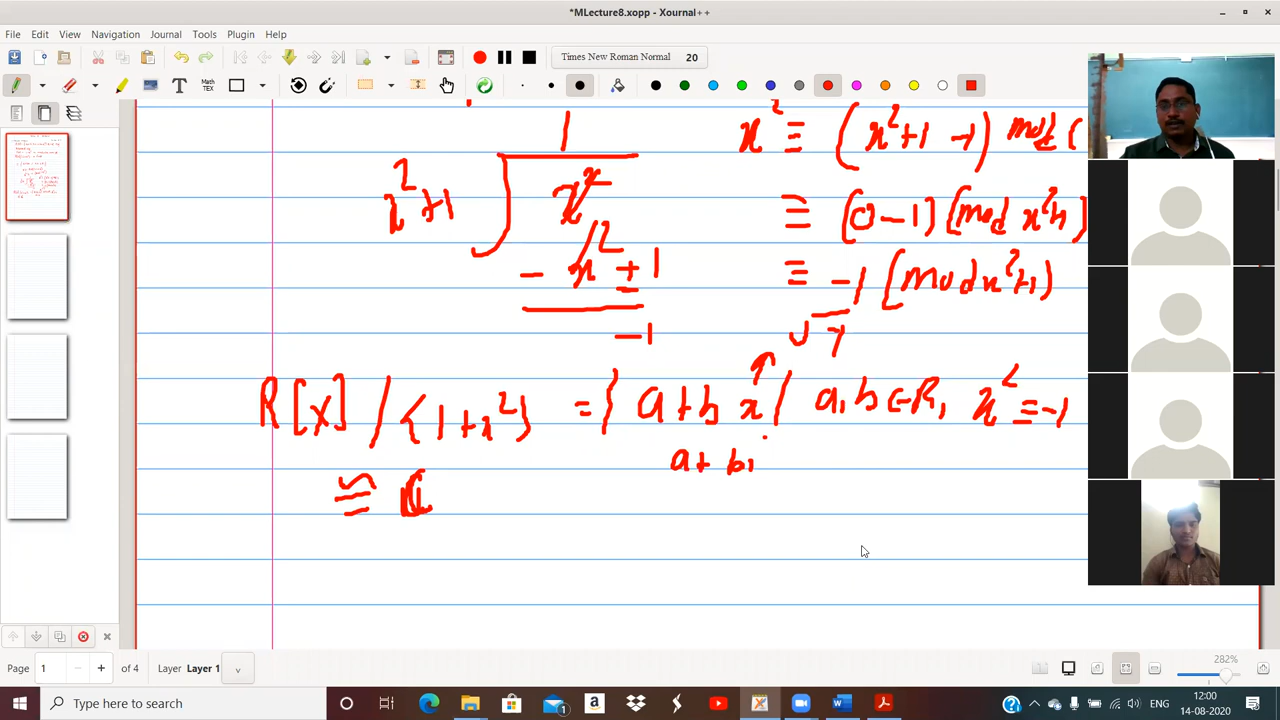 *MLecture8.xopp - Xournal++
File Edit View Navigation Journal Tools Plugin Help
Times New Roman Normal 20
1
x²+1 ) x²
- x² + 1
-1
x² ≡ (x²+1 -1) mod (
≡ (0-1) (mod x²+1)
≡ -1 (mod x²+1)
R[X] / <1+x²> = { a+b x / a,b ∈ R, x² ≡ -1
a+ bi
≅ ℂ
Page 1 of 4 Layer Layer 1
282%
Type here to search
ENG
12:00
14-08-2020